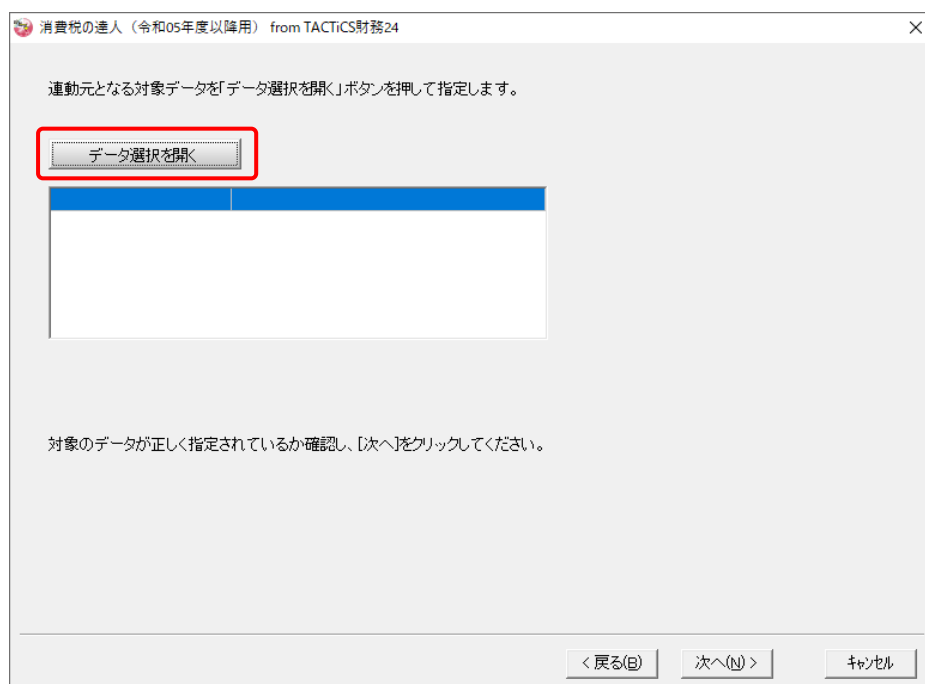 消費税の達人（令和05年度以降用） from TACTiCS財務24
連動元となる対象データを「データ選択を開く」ボタンを押して指定します。
データ選択を開く
対象のデータが正しく指定されているか確認し、[次へ]をクリックしてください。
< 戻る(B) 次へ(N) > キャンセル